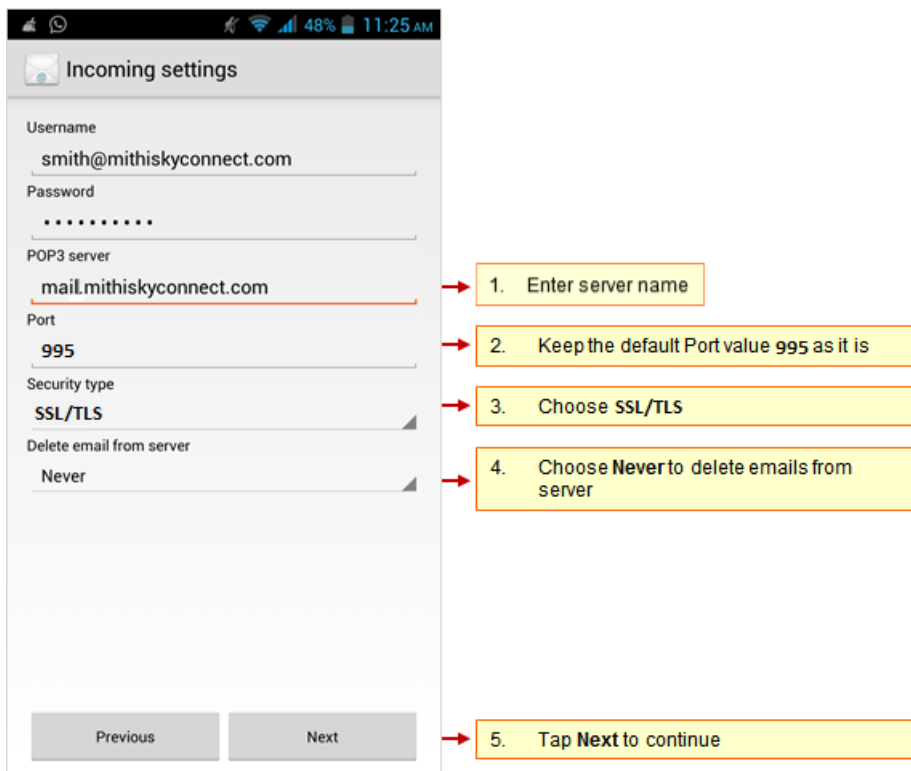 48% 11:25 AM
Incoming settings
Username
smith@mithiskyconnect.com
Password
••••••••••
POP3 server
mail.mithiskyconnect.com
1. Enter server name
Port
995
2. Keep the default Port value 995 as it is
Security type
SSL/TLS
3. Choose SSL/TLS
Delete email from server
Never
4. Choose Never to delete emails from
server
Previous Next
5. Tap Next to continue